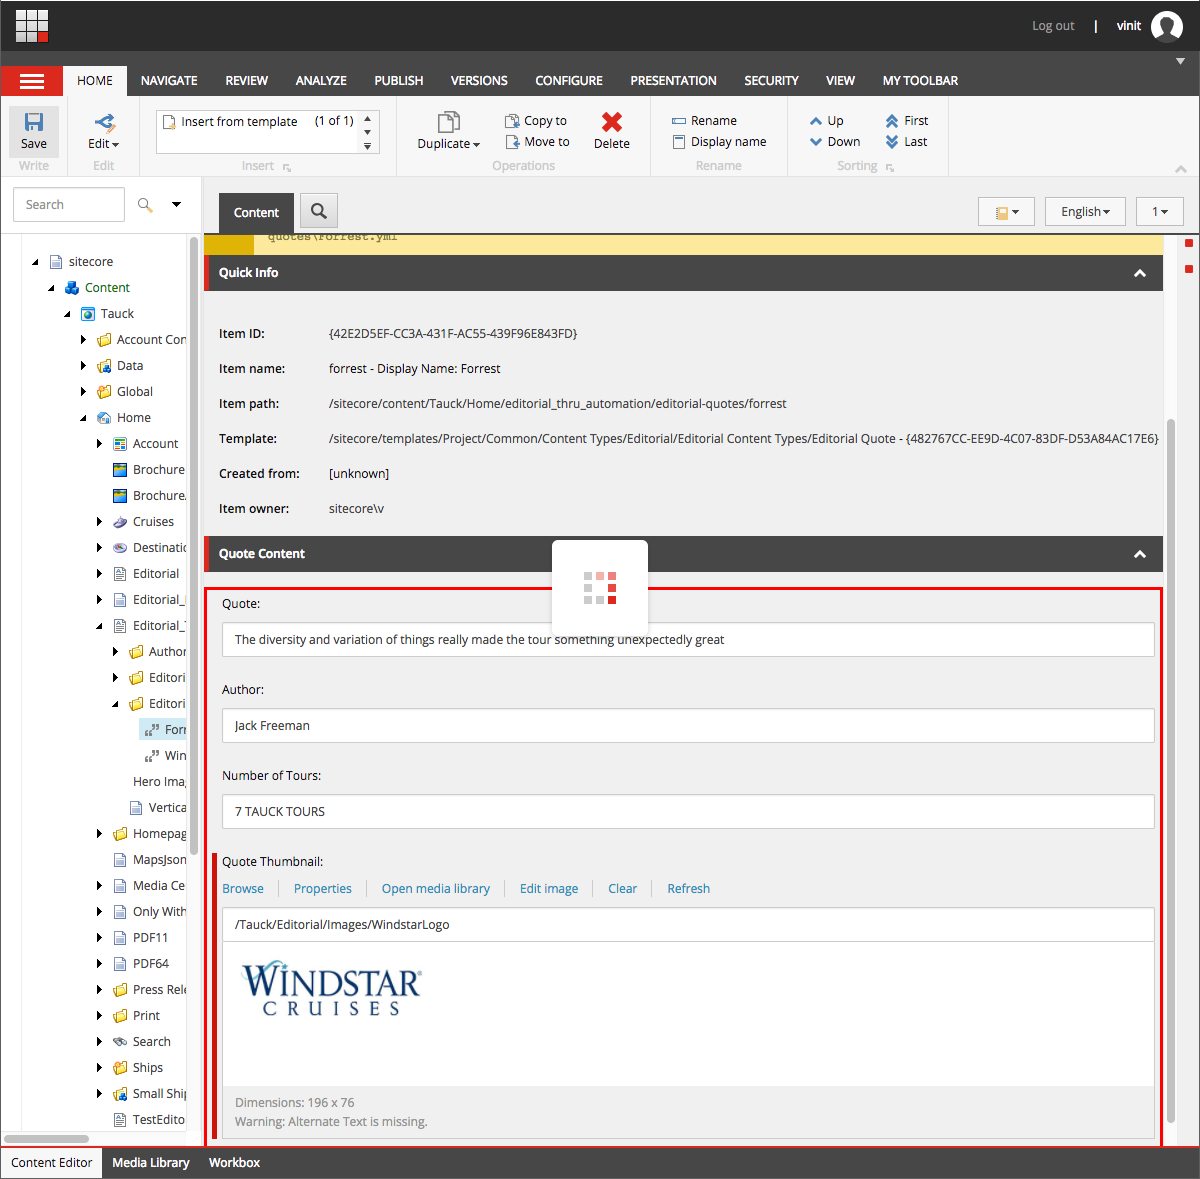 Log out | vinit
HOME NAVIGATE REVIEW ANALYZE PUBLISH VERSIONS CONFIGURE PRESENTATION SECURITY VIEW MY TOOLBAR
Save
Write
Edit
Edit
Insert from template (1 of 1)
Insert
Duplicate
Copy to
Move to
Delete
Operations
Rename
Display name
Rename
Up
Down
First
Last
Sorting
Search
Content
English
1
sitecore
Content
Tauck
Account Con
Data
Global
Home
Account
Brochure
Brochure
Cruises
Destinatio
Editorial
Editorial_
Editorial_
Author
Editori
Editori
Forr
Win
Hero Imag
Vertica
Homepag
MapsJson
Media Ce
Only With
PDF11
PDF64
Press Rele
Print
Search
Ships
Small Ship
TestEdito
quotes\Forrest.yml
Quick Info
Item ID: {42E2D5EF-CC3A-431F-AC55-439F96E843FD}
Item name: forrest - Display Name: Forrest
Item path: /sitecore/content/Tauck/Home/editorial_thru_automation/editorial-quotes/forrest
Template: /sitecore/templates/Project/Common/Content Types/Editorial/Editorial Content Types/Editorial Quote - {482767CC-EE9D-4C07-83DF-D53A84AC17E6}
Created from: [unknown]
Item owner: sitecore\v
Quote Content
Quote:
The diversity and variation of things really made the tour something unexpectedly great
Author:
Jack Freeman
Number of Tours:
7 TAUCK TOURS
Quote Thumbnail:
Browse Properties Open media library Edit image Clear Refresh
/Tauck/Editorial/Images/WindstarLogo
WINDSTAR
CRUISES
Dimensions: 196 x 76
Warning: Alternate Text is missing.
Content Editor Media Library Workbox